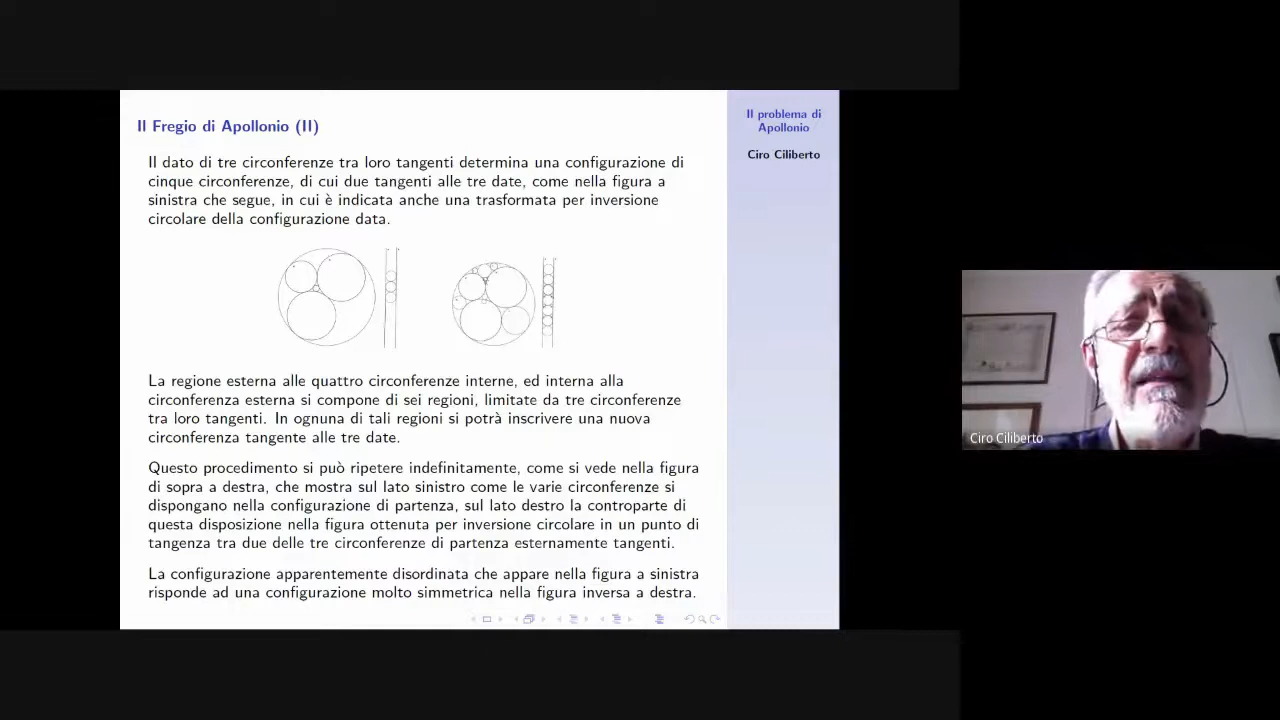 Il Fregio di Apollonio (II)
Il dato di tre circonferenze tra loro tangenti determina una configurazione di
cinque circonferenze, di cui due tangenti alle tre date, come nella figura a
sinistra che segue, in cui è indicata anche una trasformata per inversione
circolare della configurazione data.
La regione esterna alle quattro circonferenze interne, ed interna alla
circonferenza esterna si compone di sei regioni, limitate da tre circonferenze
tra loro tangenti. In ognuna di tali regioni si potrà inscrivere una nuova
circonferenza tangente alle tre date.
Questo procedimento si può ripetere indefinitamente, come si vede nella figura
di sopra a destra, che mostra sul lato sinistro come le varie circonferenze si
dispongano nella configurazione di partenza, sul lato destro la controparte di
questa disposizione nella figura ottenuta per inversione circolare in un punto di
tangenza tra due delle tre circonferenze di partenza esternamente tangenti.
La configurazione apparentemente disordinata che appare nella figura a sinistra
risponde ad una configurazione molto simmetrica nella figura inversa a destra.
Il problema di
Apollonio
Ciro Ciliberto
Ciro Ciliberto